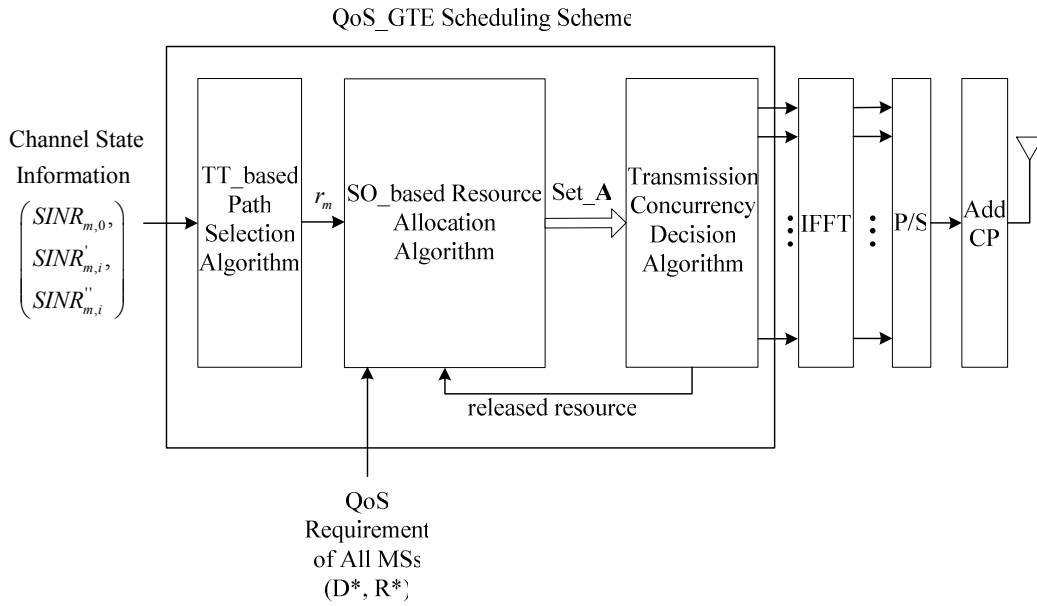 QoS_GTE Scheduling Scheme
Channel State
Information
SINR_{m,0},
SINR^{'}_{m,i},
SINR^{''}_{m,i}
TT_based
Path
Selection
Algorithm
r_m
SO_based Resource
Allocation
Algorithm
Set_A
Transmission
Concurrency
Decision
Algorithm
IFFT
P/S
Add
CP
released resource
QoS
Requirement
of All MSs
(D*, R*)